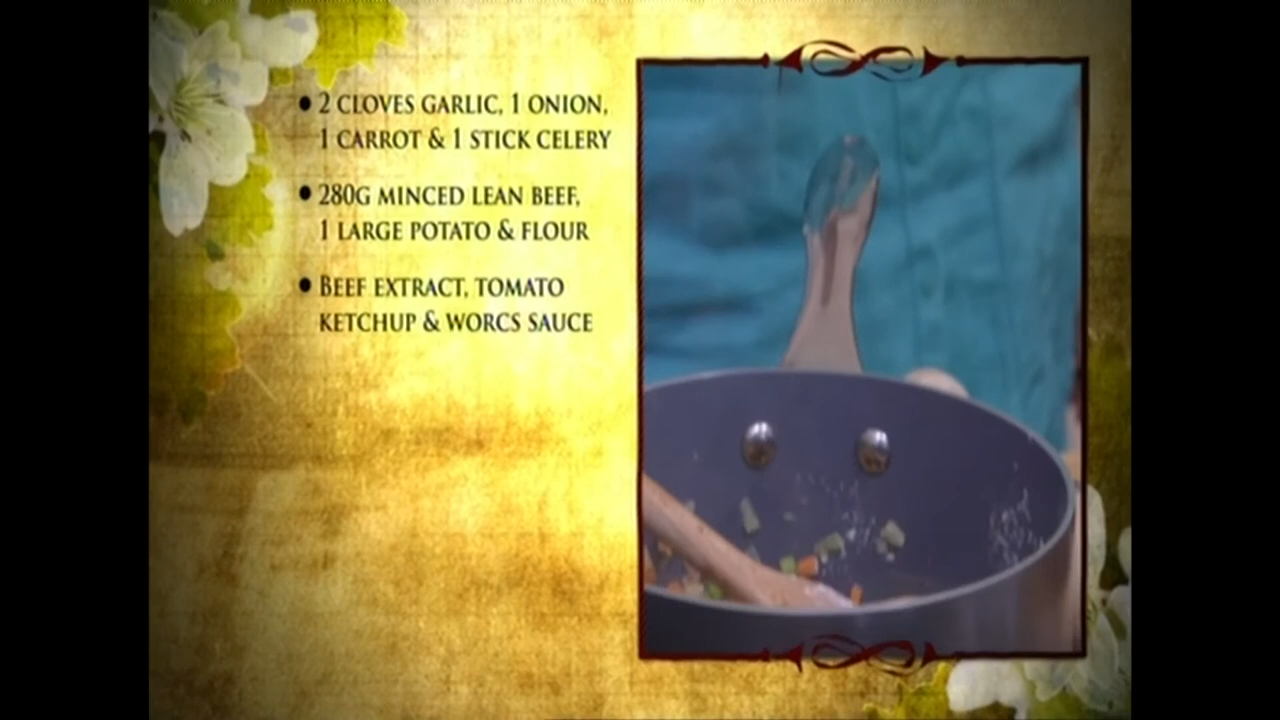 • 2 CLOVES GARLIC, 1 ONION,
1 CARROT & 1 STICK CELERY
• 280G MINCED LEAN BEEF,
1 LARGE POTATO & FLOUR
• BEEF EXTRACT, TOMATO
KETCHUP & WORCS SAUCE